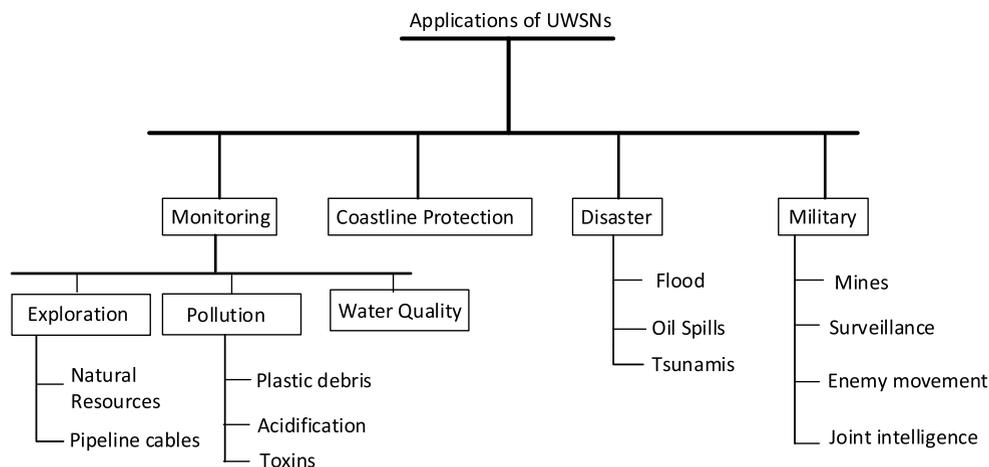 Applications of UWSNs
Monitoring
Coastline Protection
Disaster
Military
Exploration
Pollution
Water Quality
Natural
Resources
Pipeline cables
Plastic debris
Acidification
Toxins
Flood
Oil Spills
Tsunamis
Mines
Surveillance
Enemy movement
Joint intelligence